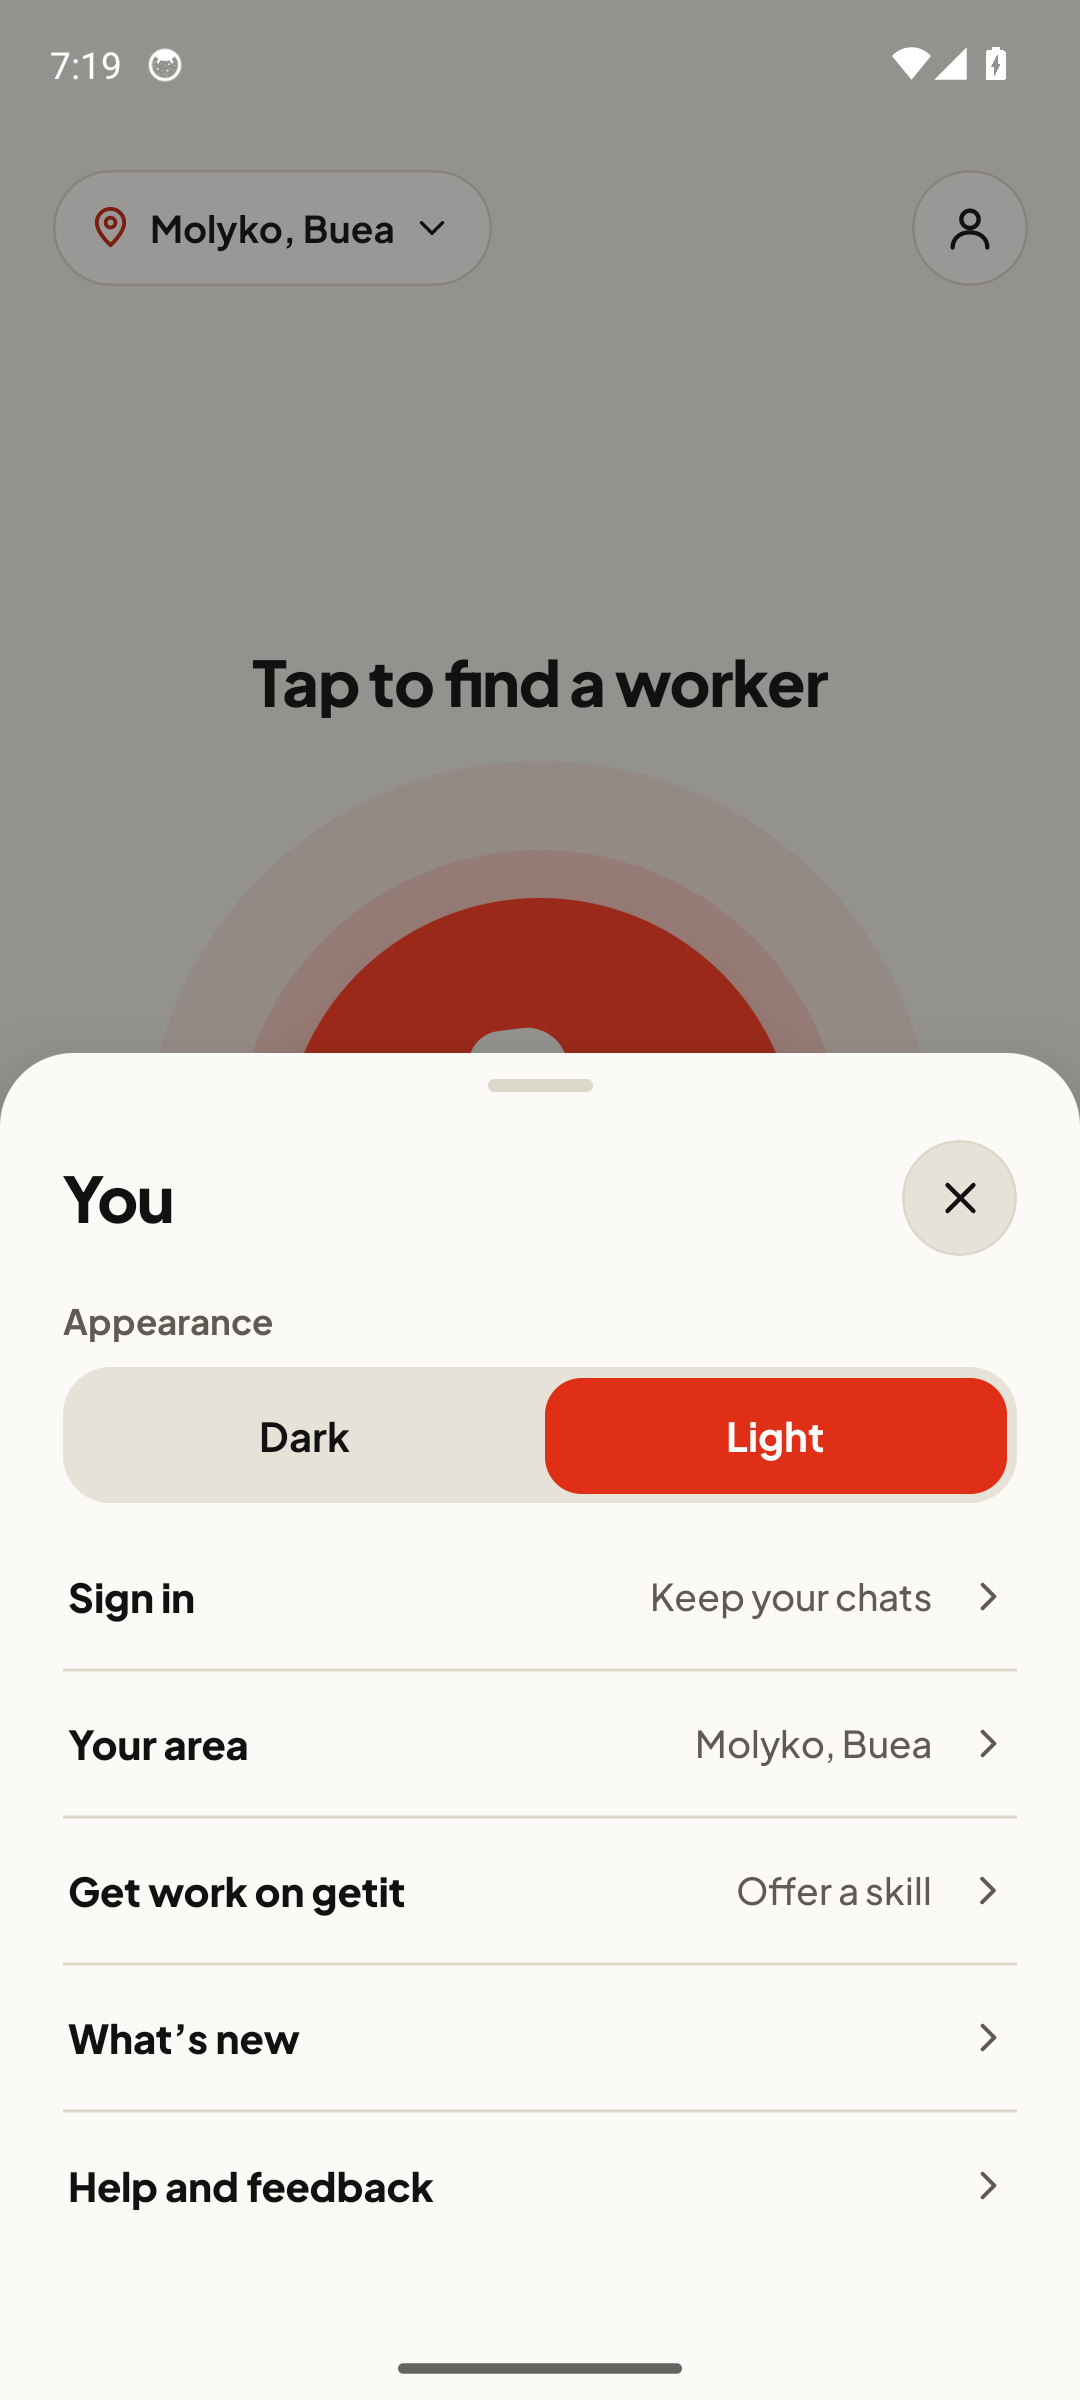 7:19
Molyko, Buea
Tap to find a worker
You
Appearance
Dark
Light
Sign in
Keep your chats
Your area
Molyko, Buea
Get work on getit
Offer a skill
What’s new
Help and feedback